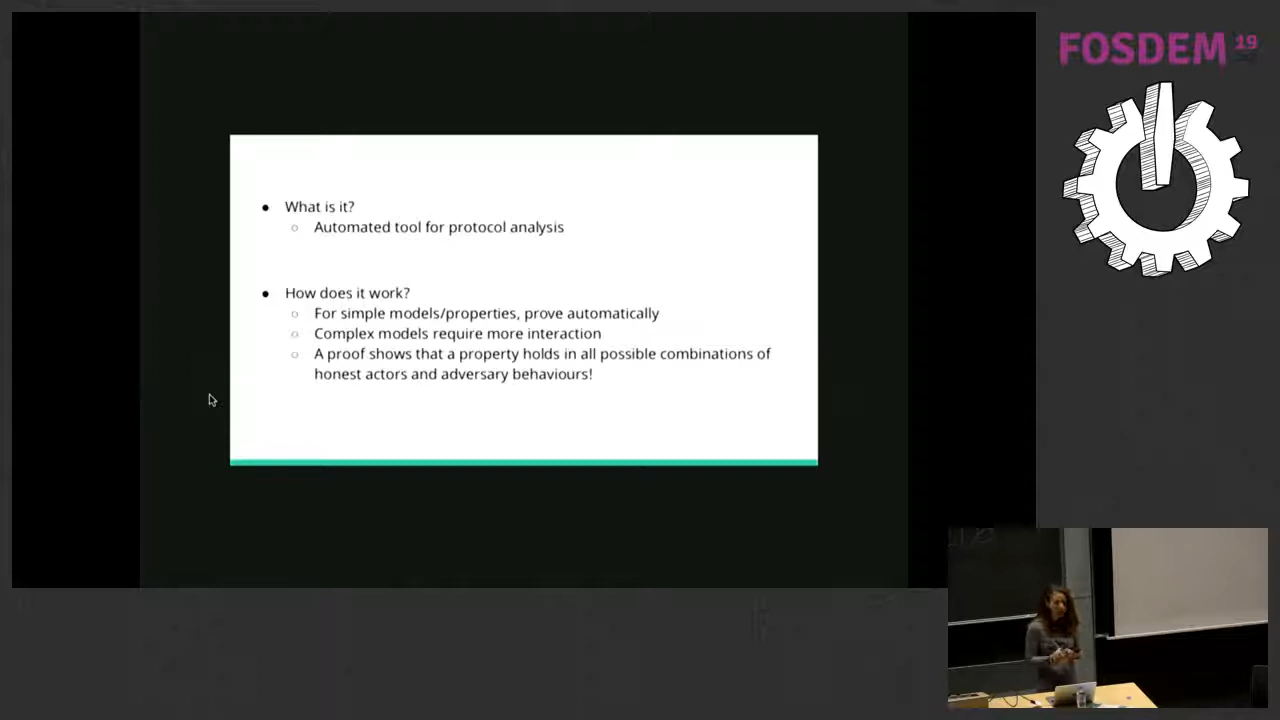 FOSDEM 19
● What is it?
○ Automated tool for protocol analysis
● How does it work?
○ For simple models/properties, prove automatically
○ Complex models require more interaction
○ A proof shows that a property holds in all possible combinations of
honest actors and adversary behaviours!